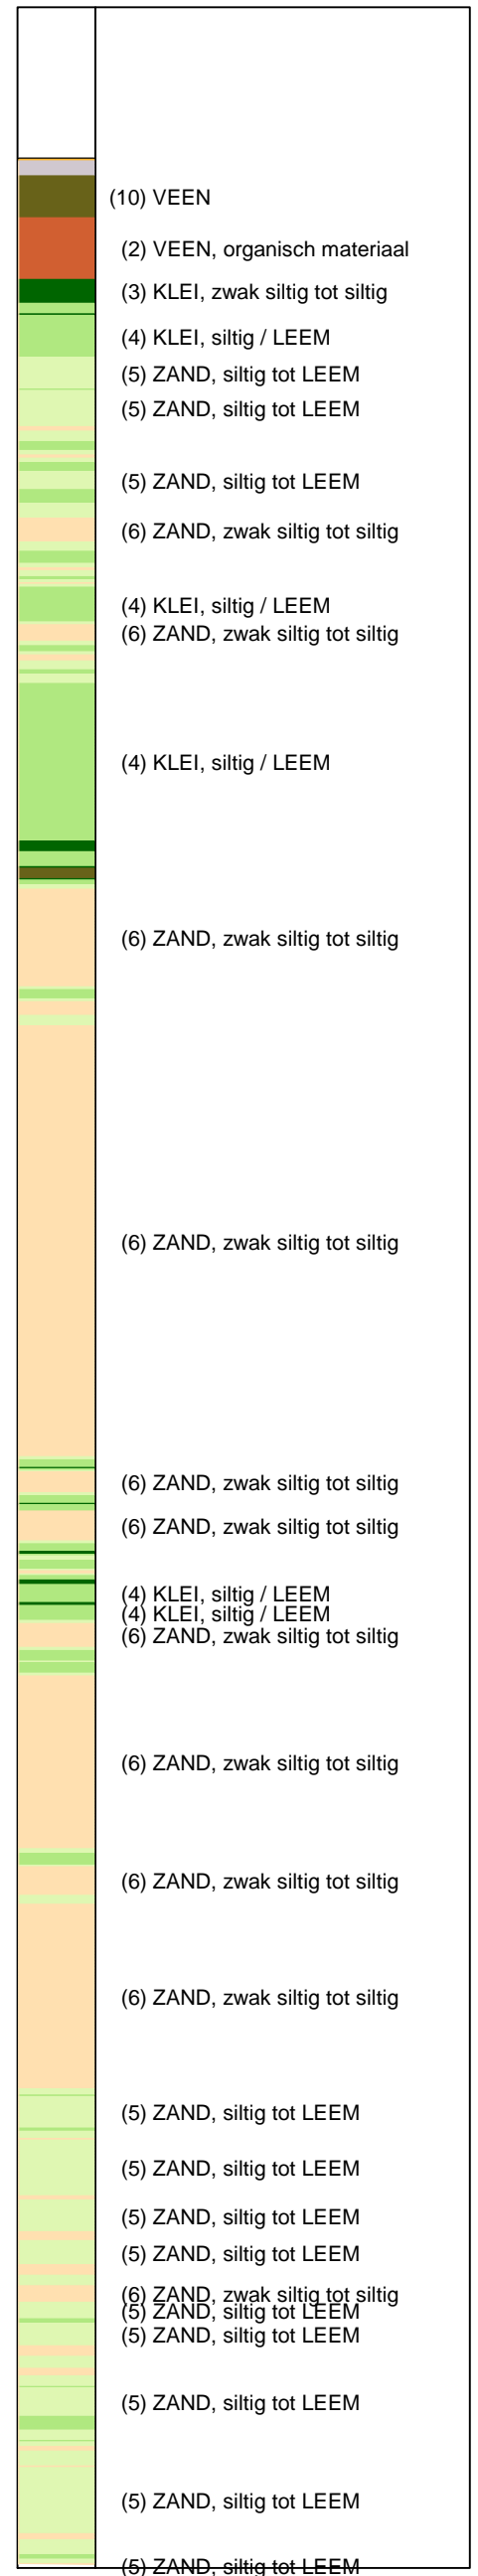 (10) VEEN
(2) VEEN, organisch materiaal
(3) KLEI, zwak siltig tot siltig
(4) KLEI, siltig / LEEM
(5) ZAND, siltig tot LEEM
(5) ZAND, siltig tot LEEM
(5) ZAND, siltig tot LEEM
(6) ZAND, zwak siltig tot siltig
(4) KLEI, siltig / LEEM
(6) ZAND, zwak siltig tot siltig
(4) KLEI, siltig / LEEM
(6) ZAND, zwak siltig tot siltig
(6) ZAND, zwak siltig tot siltig
(6) ZAND, zwak siltig tot siltig
(6) ZAND, zwak siltig tot siltig
(4) KLEI, siltig / LEEM
(4) KLEI, siltig / LEEM
(6) ZAND, zwak siltig tot siltig
(6) ZAND, zwak siltig tot siltig
(6) ZAND, zwak siltig tot siltig
(6) ZAND, zwak siltig tot siltig
(5) ZAND, siltig tot LEEM
(5) ZAND, siltig tot LEEM
(5) ZAND, siltig tot LEEM
(5) ZAND, siltig tot LEEM
(6) ZAND, zwak siltig tot siltig
(5) ZAND, siltig tot LEEM
(5) ZAND, siltig tot LEEM
(5) ZAND, siltig tot LEEM
(5) ZAND, siltig tot LEEM
(5) ZAND, siltig tot LEEM